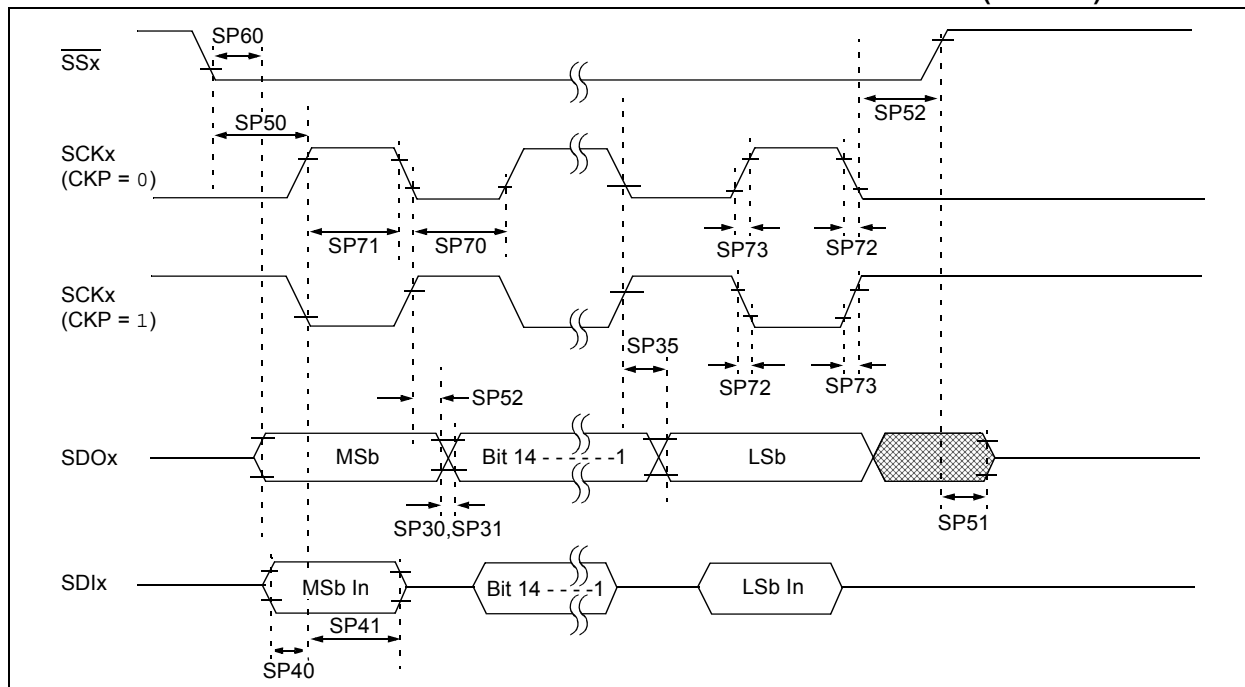 SP60
SSx
SP52
SP50
SCKx
(CKP = 0)
SP71
SP70
SP73
SP72
SCKx
(CKP = 1)
SP35
SP72
SP73
SP52
SDOx
MSb
Bit 14 - - - - - -1
LSb
SP30,SP31
SP51
SDIx
MSb In
Bit 14 - - - -1
LSb In
SP41
SP40